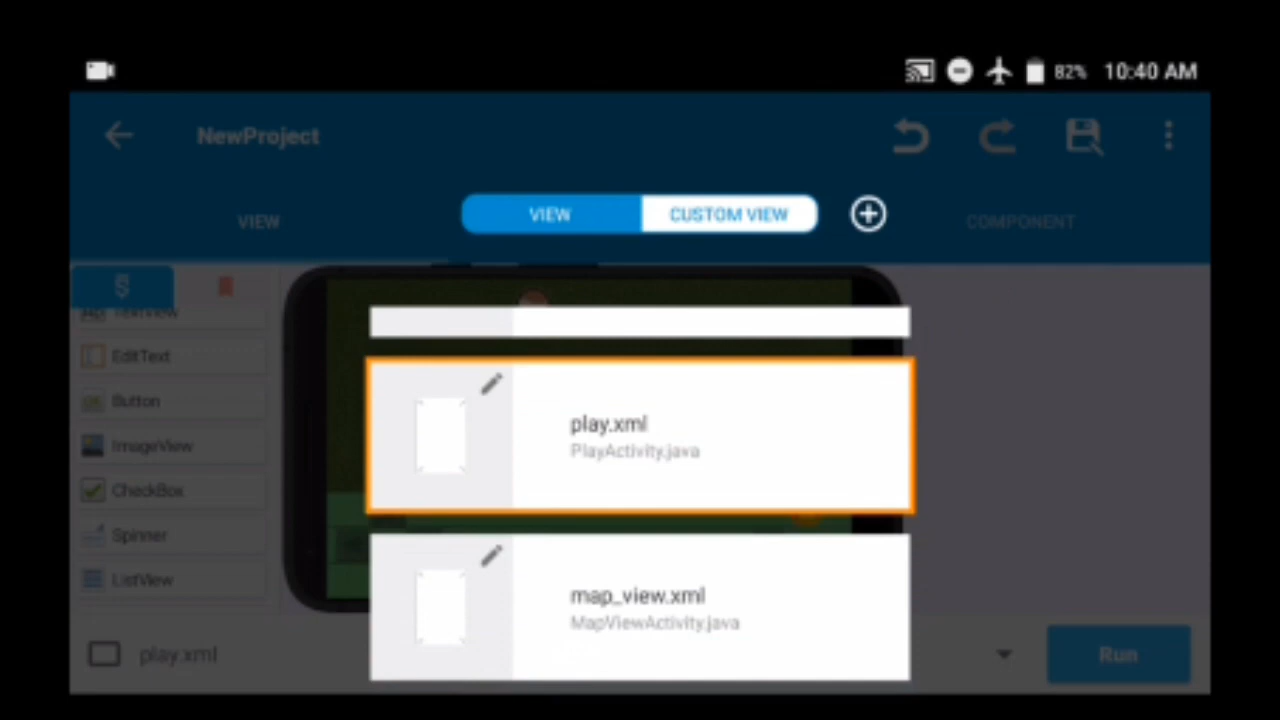 82% 10:40 AM
NewProject
VIEW
VIEW CUSTOM VIEW
COMPONENT
TextView
EditText
Button
ImageView
CheckBox
Spinner
ListView
play.xml
PlayActivity.java
map_view.xml
MapViewActivity.java
play.xml
Run